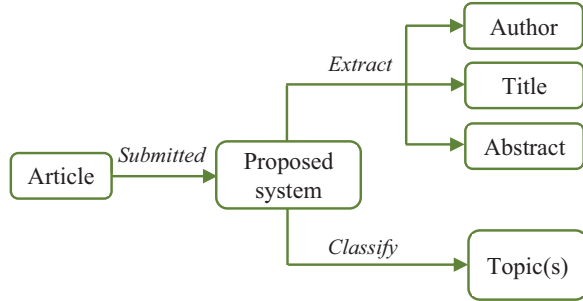 Author
Extract
Title
Submitted
Abstract
Article
Proposed
system
Classify
Topic(s)